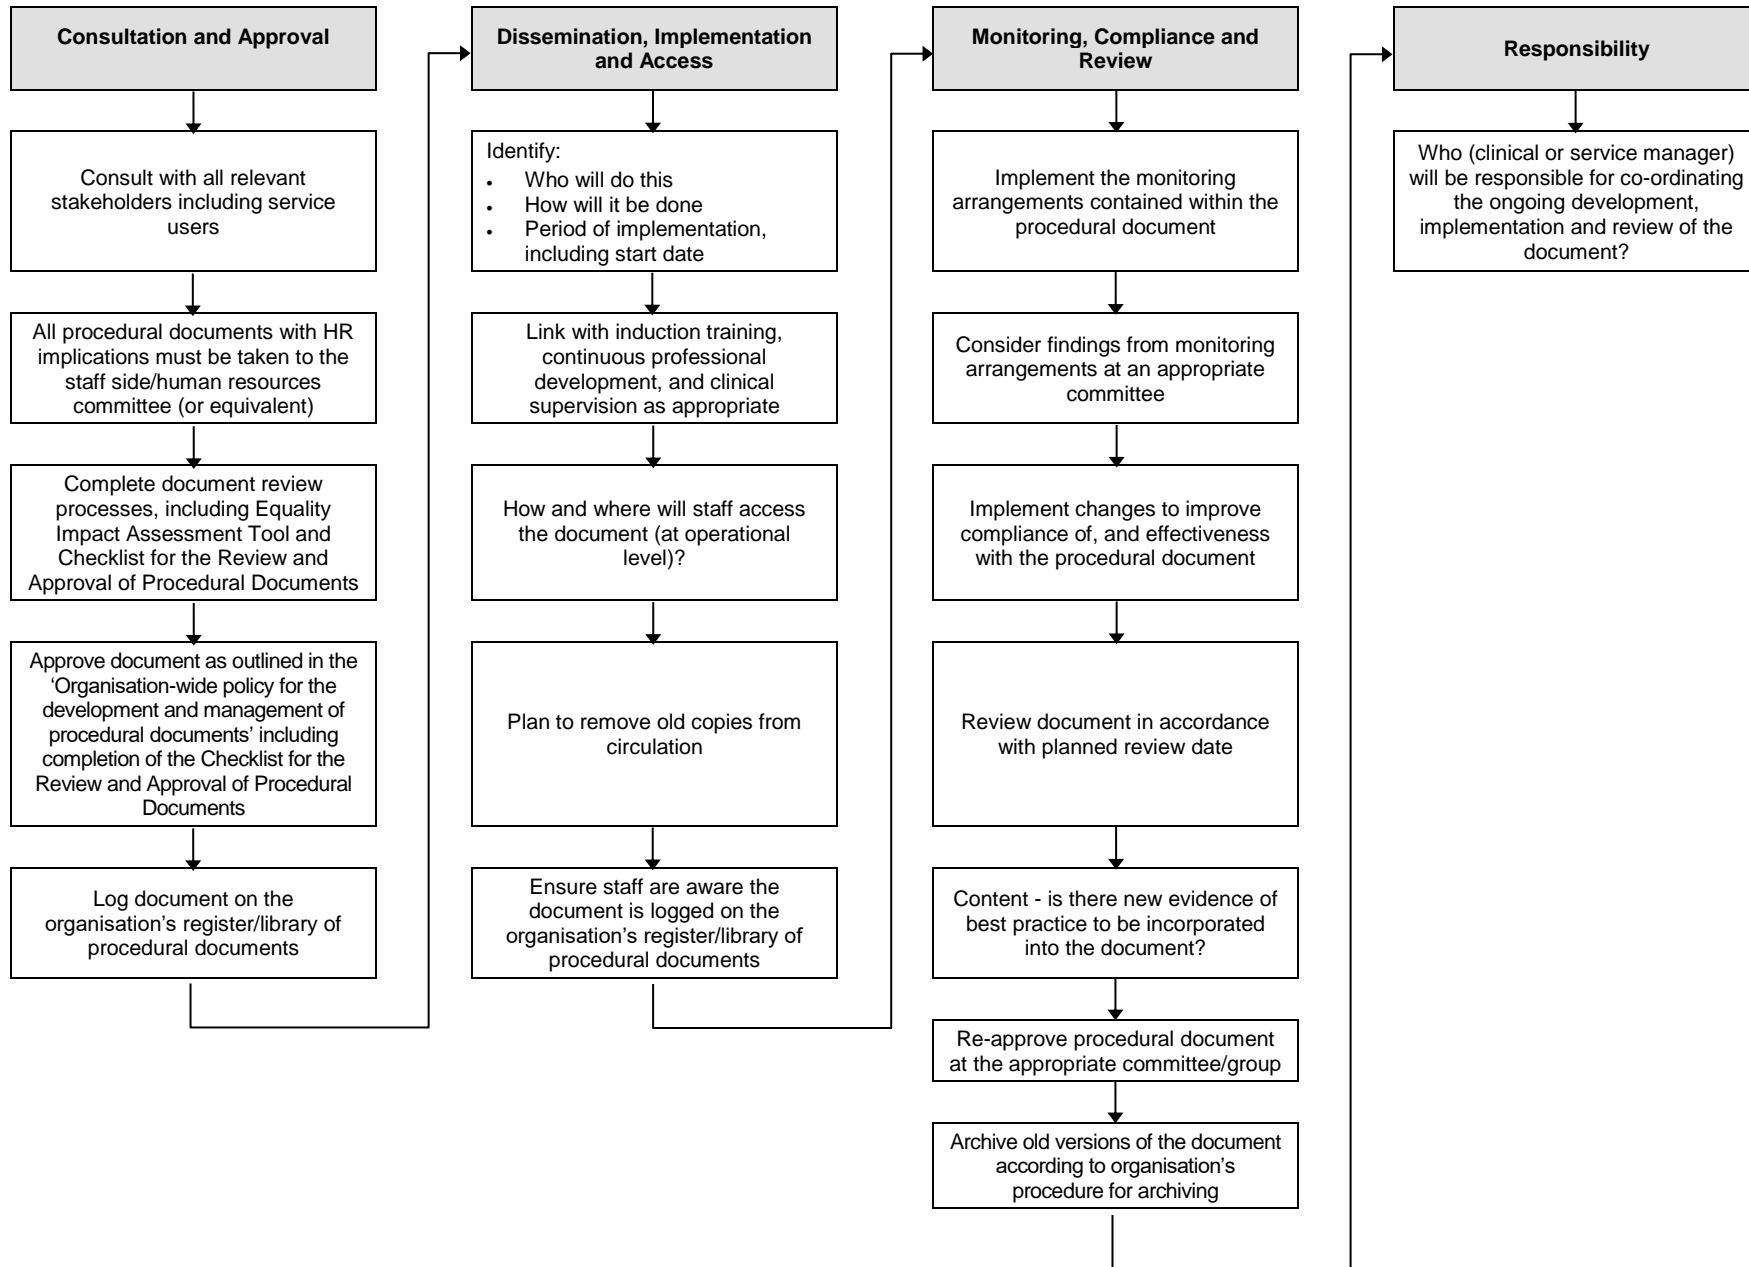 Consultation and Approval
Consult with all relevant
stakeholders including service
users
All procedural documents with HR
implications must be taken to the
staff side/human resources
committee (or equivalent)
Complete document review
processes, including Equality
Impact Assessment Tool and
Checklist for the Review and
Approval of Procedural Documents
Approve document as outlined in the
‘Organisation-wide policy for the
development and management of
procedural documents’ including
completion of the Checklist for the
Review and Approval of Procedural
Documents
Log document on the
organisation’s register/library of
procedural documents
Dissemination, Implementation
and Access
Identify:
• Who will do this
• How will it be done
• Period of implementation,
including start date
Link with induction training,
continuous professional
development, and clinical
supervision as appropriate
How and where will staff access
the document (at operational
level)?
Plan to remove old copies from
circulation
Ensure staff are aware the
document is logged on the
organisation’s register/library of
procedural documents
Monitoring, Compliance and
Review
Implement the monitoring
arrangements contained within the
procedural document
Consider findings from monitoring
arrangements at an appropriate
committee
Implement changes to improve
compliance of, and effectiveness
with the procedural document
Review document in accordance
with planned review date
Content - is there new evidence of
best practice to be incorporated
into the document?
Re-approve procedural document
at the appropriate committee/group
Archive old versions of the document
according to organisation’s
procedure for archiving
Responsibility
Who (clinical or service manager)
will be responsible for co-ordinating
the ongoing development,
implementation and review of the
document?